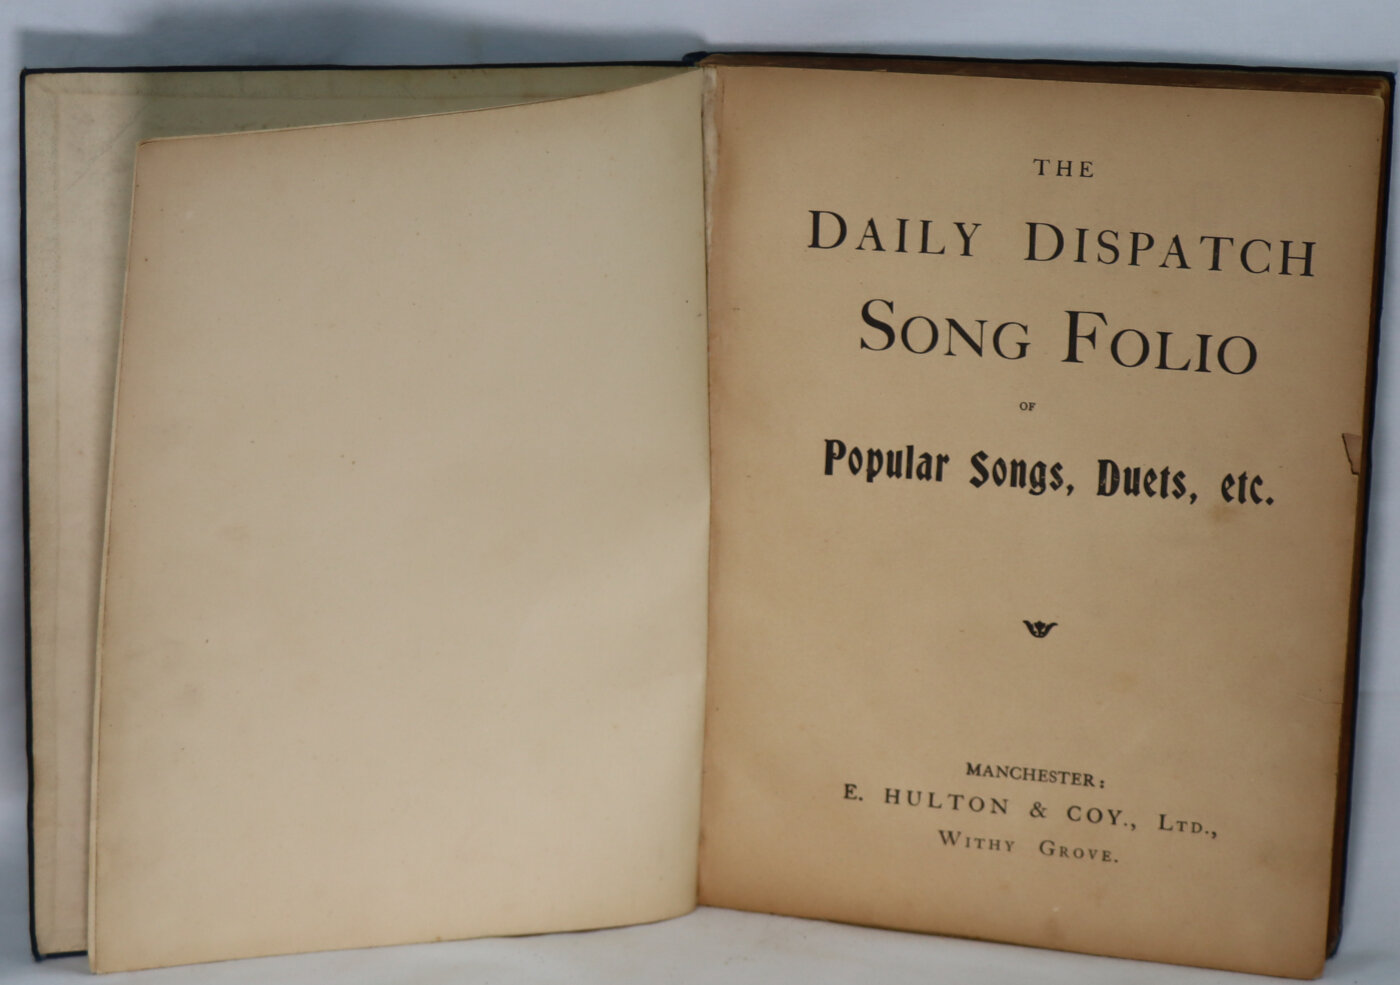 THE
DAILY DISPATCH
SONG FOLIO
OF
Popular Songs, Duets, etc.
MANCHESTER:
E. HULTON & COY., LTD.,
WITHY GROVE.